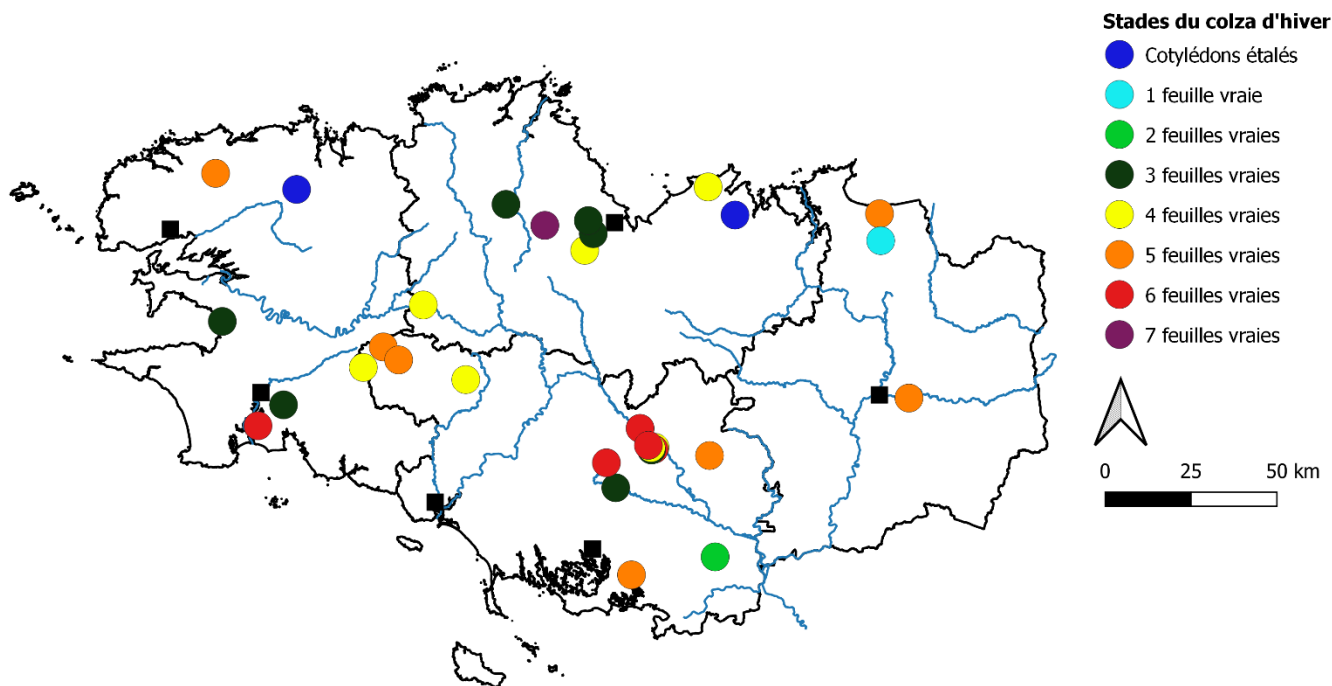 Stades du colza d'hiver
Cotylédons étalés
1 feuille vraie
2 feuilles vraies
3 feuilles vraies
4 feuilles vraies
5 feuilles vraies
6 feuilles vraies
7 feuilles vraies
0 25 50 km